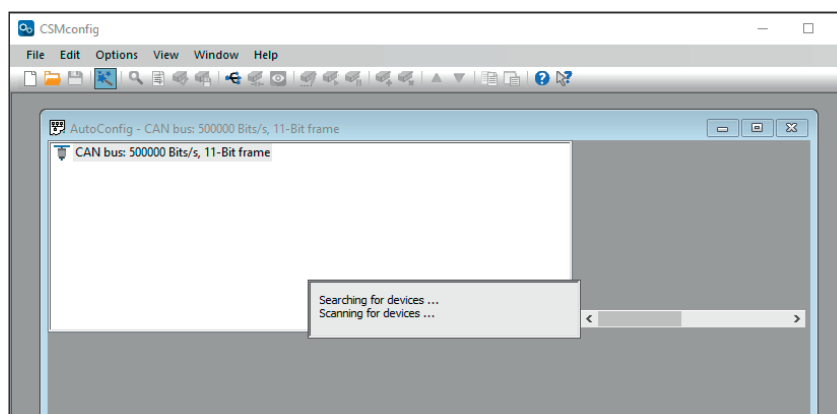 CSMconfig
File Edit Options View Window Help
AutoConfig - CAN bus: 500000 Bits/s, 11-Bit frame
CAN bus: 500000 Bits/s, 11-Bit frame
Searching for devices ...
Scanning for devices ...